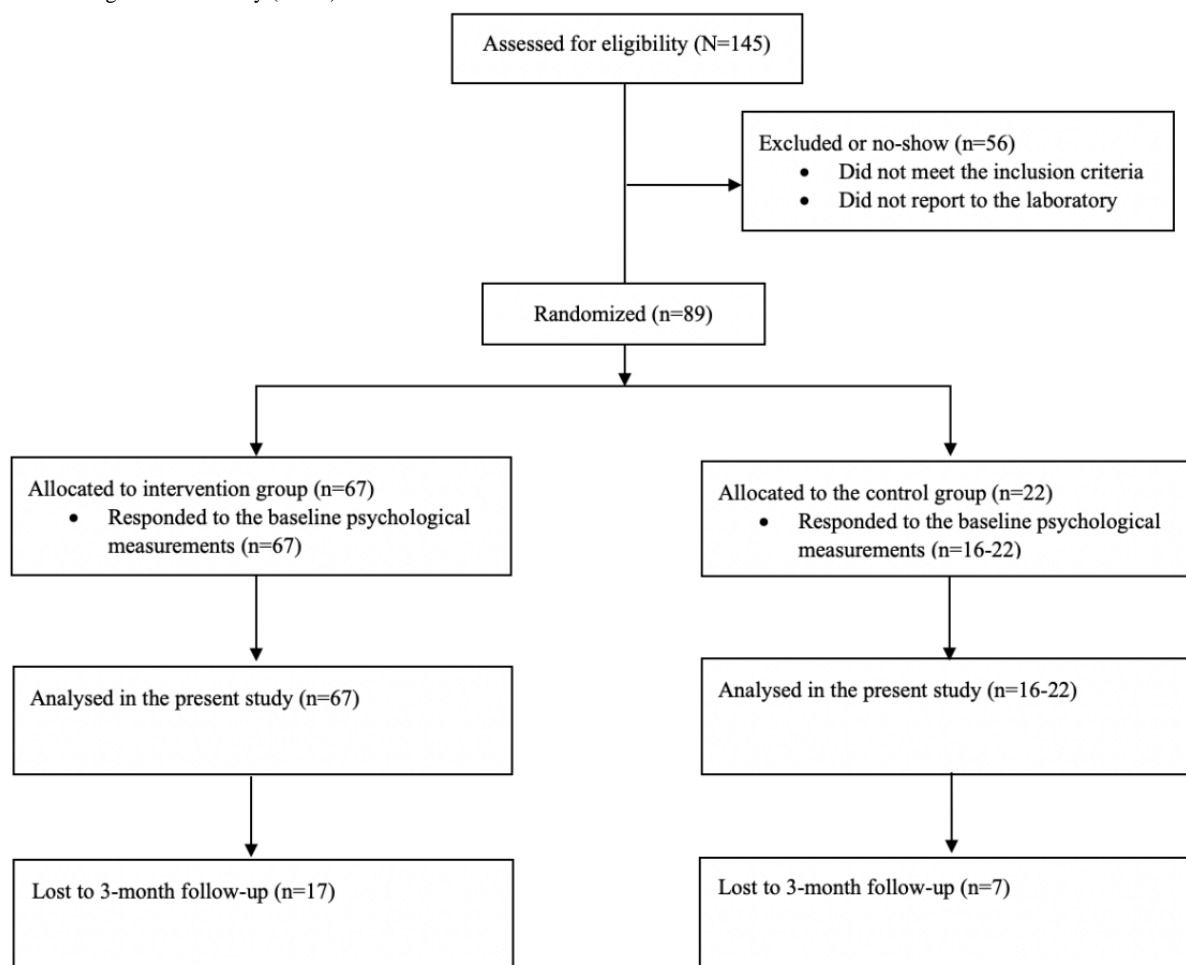 Assessed for eligibility (N=145)
Excluded or no-show (n=56)
• Did not meet the inclusion criteria
• Did not report to the laboratory
Randomized (n=89)
Allocated to intervention group (n=67)
• Responded to the baseline psychological
measurements (n=67)
Allocated to the control group (n=22)
• Responded to the baseline psychological
measurements (n=16-22)
Analysed in the present study (n=67)
Analysed in the present study (n=16-22)
Lost to 3-month follow-up (n=17)
Lost to 3-month follow-up (n=7)